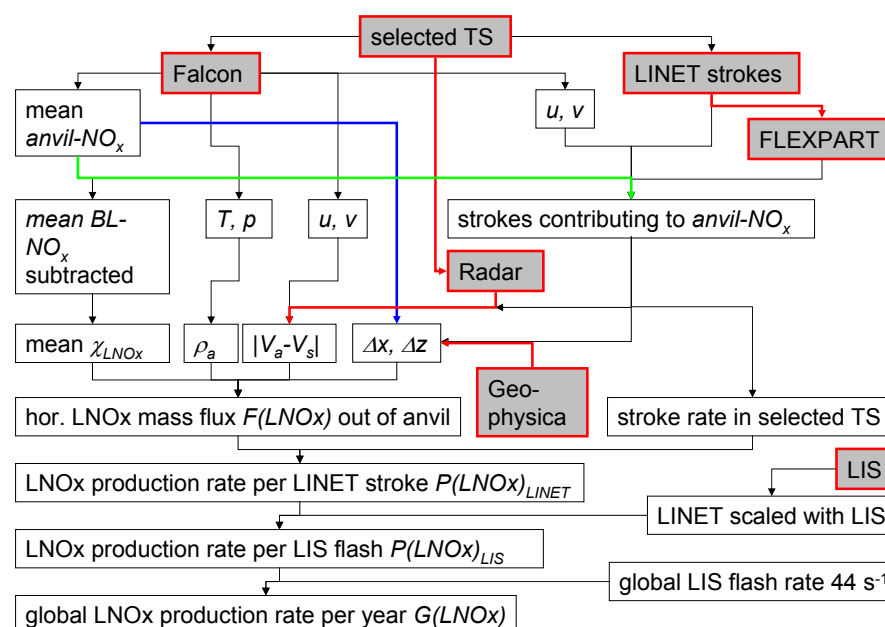 selected TS
Falcon
LINET strokes
mean
anvil-NOx
u, v
FLEXPART
mean BL-
NOx
subtracted
T, p
u, v
strokes contributing to anvil-NOx
Radar
mean χLNOx
ρa
|Va-Vs|
Δx, Δz
Geo-
physica
hor. LNOx mass flux F(LNOx) out of anvil
stroke rate in selected TS
LNOx production rate per LINET stroke P(LNOx)LINET
LIS
LINET scaled with LIS
LNOx production rate per LIS flash P(LNOx)LIS
global LIS flash rate 44 s-1
global LNOx production rate per year G(LNOx)